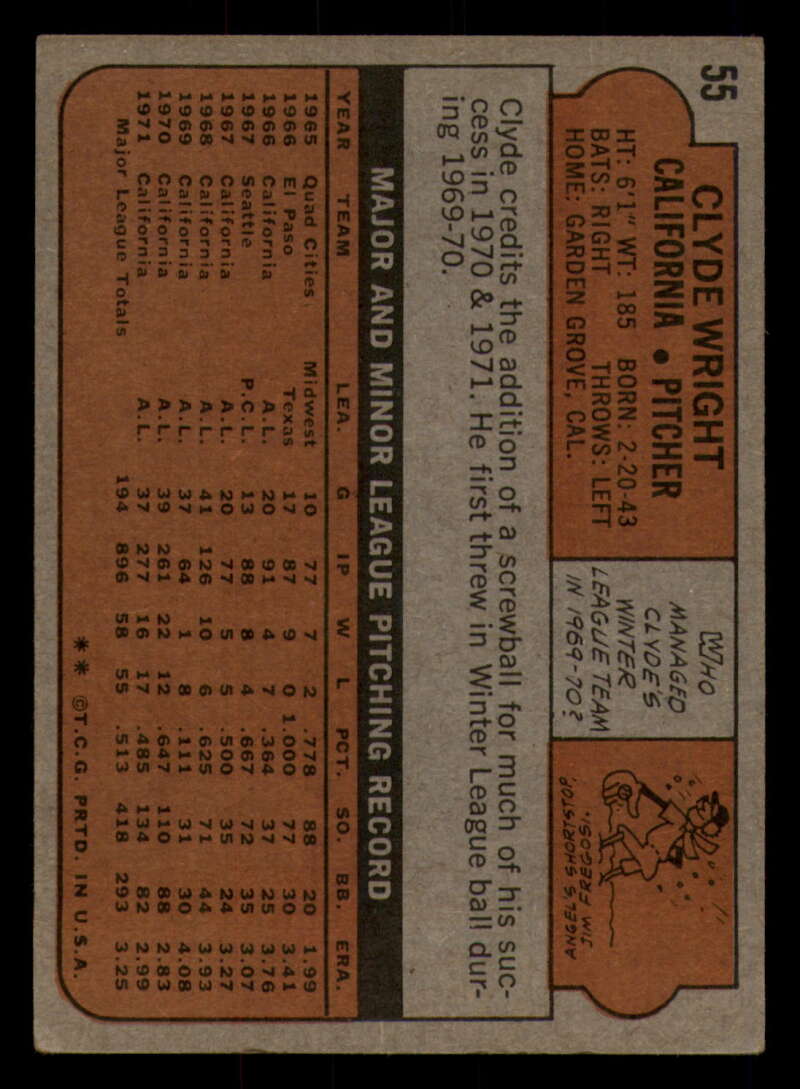 55
CLYDE WRIGHT
CALIFORNIA • PITCHER
HT: 6'1" WT: 185 BORN: 2-20-43
BATS: RIGHT THROWS: LEFT
HOME: GARDEN GROVE, CAL.
WHO
MANAGED
CLYDE'S
WINTER
LEAGUE TEAM
IN 1969-70?
JIM FREGOSI,
ANGEL'S SHORTSTOP.
Clyde credits the addition of a screwball for much of his suc-
cess in 1970 & 1971. He first threw in Winter League ball dur-
ing 1969-70.
MAJOR AND MINOR LEAGUE PITCHING RECORD
YEAR TEAM LEA. G IP W L PCT. SO. BB. ERA.
1965 Quad Cities Midwest 10 77 7 2 .778 88 20 1.99
1966 El Paso Texas 17 87 9 0 1.000 77 30 3.41
1966 California A.L. 20 91 4 7 .364 37 25 3.76
1967 Seattle P.C.L. 13 88 8 4 .667 72 35 3.07
1967 California A.L. 20 77 5 5 .500 35 24 3.27
1968 California A.L. 41 126 10 6 .625 71 44 3.93
1969 California A.L. 37 64 1 8 .111 31 30 4.08
1970 California A.L. 39 261 22 12 .647 110 88 2.83
1971 California A.L. 37 277 16 17 .485 134 82 2.99
Major League Totals 194 896 58 55 .513 418 293 3.25
** ©T.C.G. PRTD. IN U.S.A.